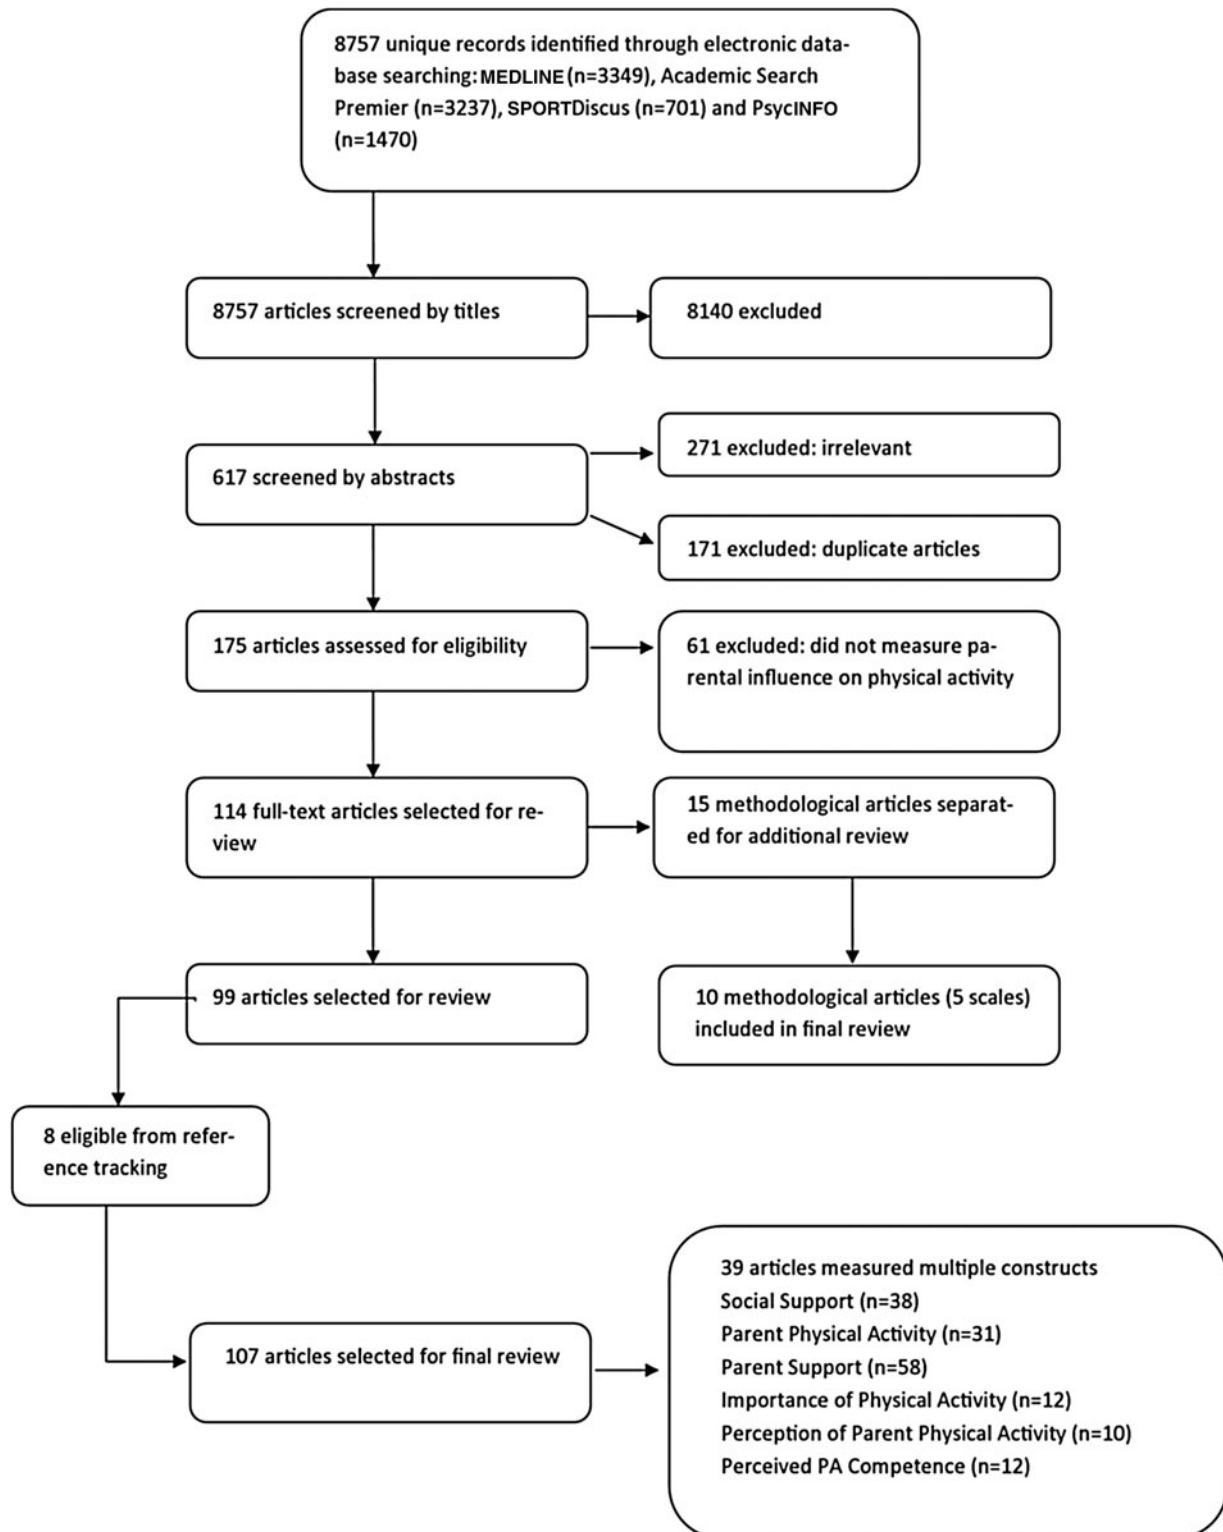 8757 unique records identified through electronic data-
base searching: MEDLINE (n=3349), Academic Search
Premier (n=3237), SPORTDiscus (n=701) and PsycINFO
(n=1470)
8757 articles screened by titles
8140 excluded
617 screened by abstracts
271 excluded: irrelevant
171 excluded: duplicate articles
175 articles assessed for eligibility
61 excluded: did not measure pa-
rental influence on physical activity
114 full-text articles selected for re-
view
15 methodological articles separat-
ed for additional review
99 articles selected for review
10 methodological articles (5 scales)
included in final review
8 eligible from refer-
ence tracking
107 articles selected for final review
39 articles measured multiple constructs
Social Support (n=38)
Parent Physical Activity (n=31)
Parent Support (n=58)
Importance of Physical Activity (n=12)
Perception of Parent Physical Activity (n=10)
Perceived PA Competence (n=12)